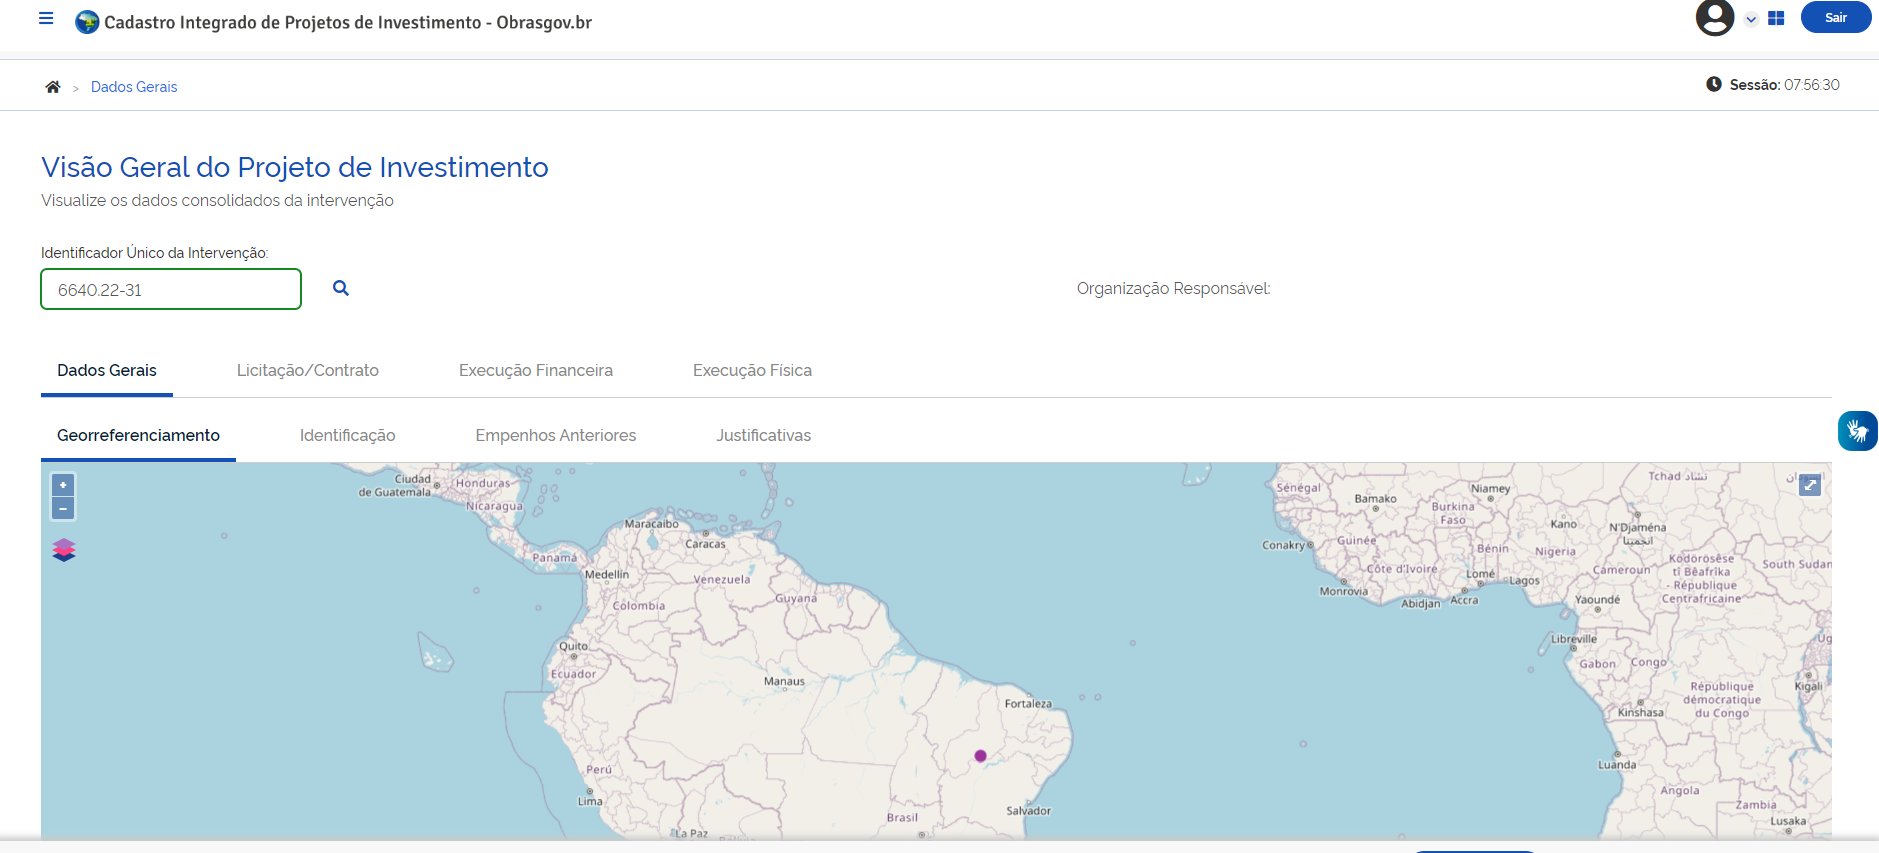 Cadastro Integrado de Projetos de Investimento - Obrasgov.br
Sair
> Dados Gerais
Sessão: 07:56:30
Visão Geral do Projeto de Investimento
Visualize os dados consolidados da intervenção
Identificador Único da Intervenção:
6640.22-31
Organização Responsável:
Dados Gerais
Licitação/Contrato
Execução Financeira
Execução Física
Georreferenciamento
Identificação
Empenhos Anteriores
Justificativas
+
−
Ciudad de Guatemala
Honduras
Nicaragua
Panamá
Maracaibo
Caracas
Medellín
Venezuela
Colombia
Guyana
Quito
Ecuador
Manaus
Fortaleza
Perú
Lima
Salvador
Brasil
La Paz
Sénégal
Bamako
Niamey
Tchad تشاد
Burkina Faso
Kano
N'Djaména انجمينا
Conakry
Guinée
Bénin
Nigeria
Côte d'Ivoire
Lomé
Lagos
Cameroun
Ködörösêse tî Bêafrîka - République Centrafricaine
South Sudan
Monrovia
Abidjan
Accra
Yaoundé
Libreville
Gabon
Congo
Ug
République démocratique du Congo
Kigali
Kinshasa
Luanda
Angola
Zambia
Lusaka